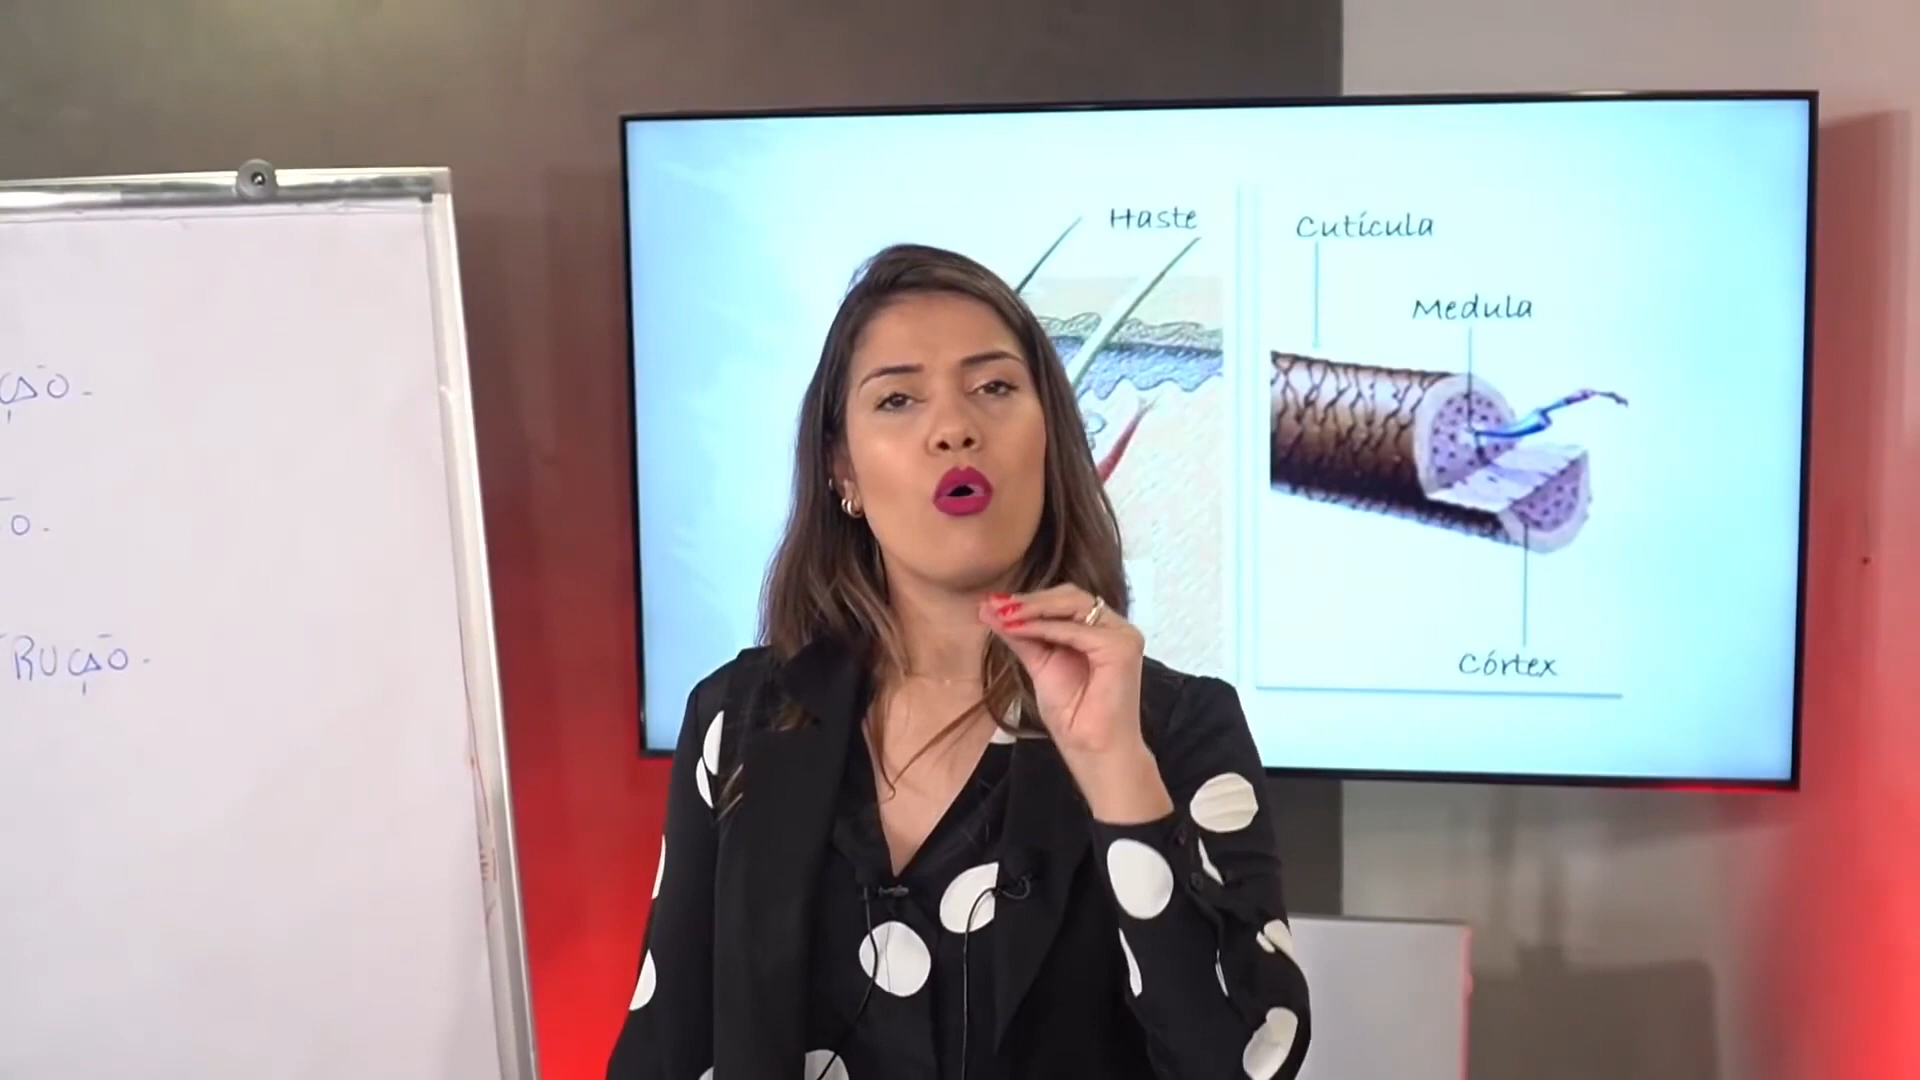 Haste
Cutícula
Medula
Córtex
ção.
o.
RUÇÃO.